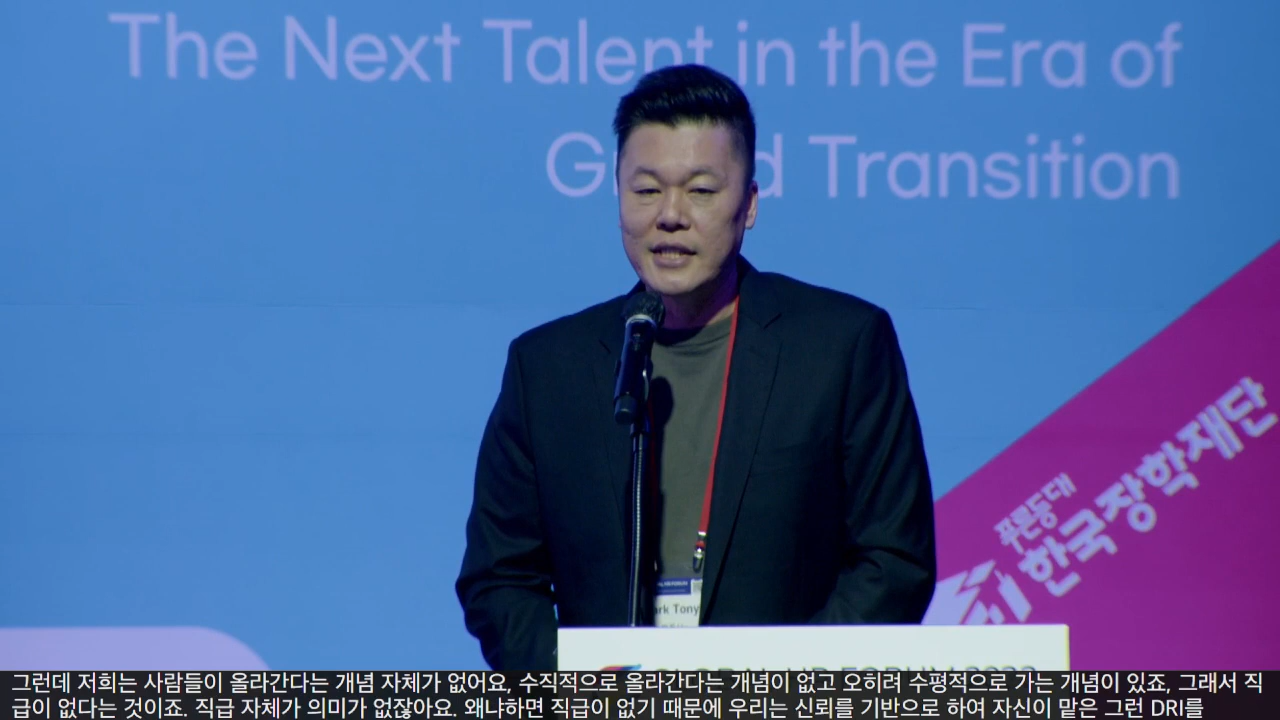 The Next Talent in the Era of
Transition
푸른등대
한국장학재단
Tony
GLOBAL HR FORUM
그런데 저희는 사람들이 올라간다는 개념 자체가 없어요, 수직적으로 올라간다는 개념이 없고 오히려 수평적으로 가는 개념이 있죠, 그래서 직
급이 없다는 것이죠. 직급 자체가 의미가 없잖아요. 왜냐하면 직급이 없기 때문에 우리는 신뢰를 기반으로 하여 자신이 맡은 그런 DRI를